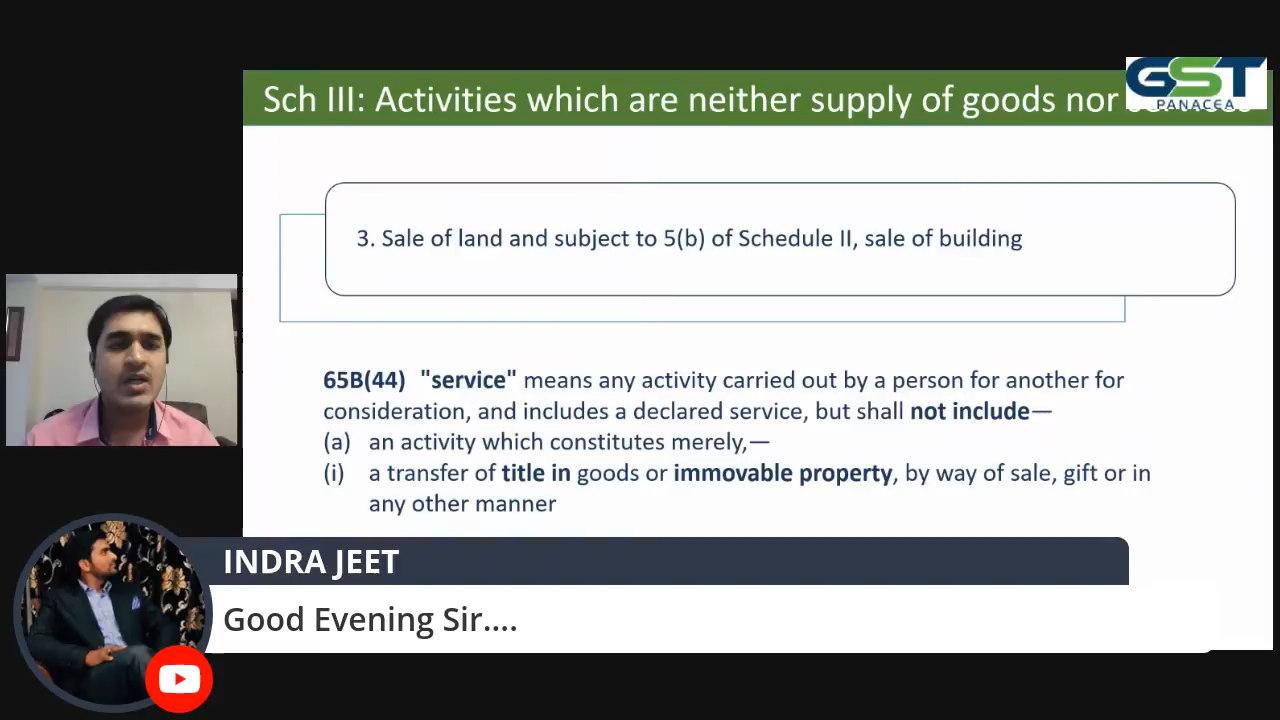 Sch III: Activities which are neither supply of goods nor
GST
PANACEA
3. Sale of land and subject to 5(b) of Schedule II, sale of building
65B(44) "service" means any activity carried out by a person for another for
consideration, and includes a declared service, but shall not include—
(a) an activity which constitutes merely,—
(i) a transfer of title in goods or immovable property, by way of sale, gift or in
any other manner
INDRA JEET
Good Evening Sir....